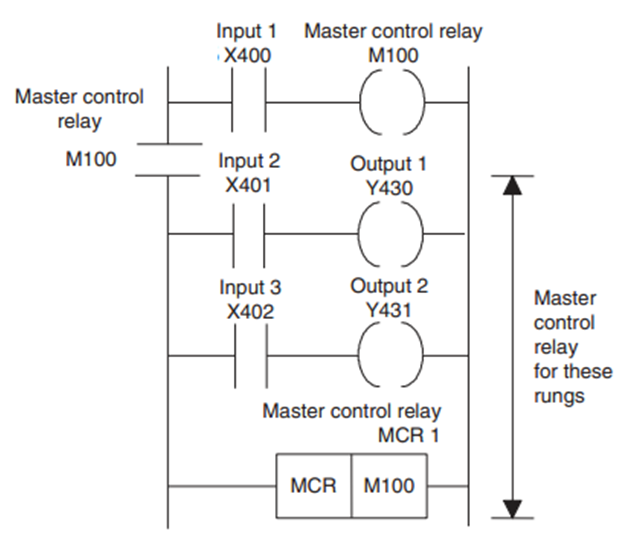 Input 1 Master control relay
X400 M100
Master control
relay
M100
Input 2 Output 1
X401 Y430
Input 3 Output 2
X402 Y431
Master
control
relay
for these
rungs
Master control relay
MCR 1
MCR M100